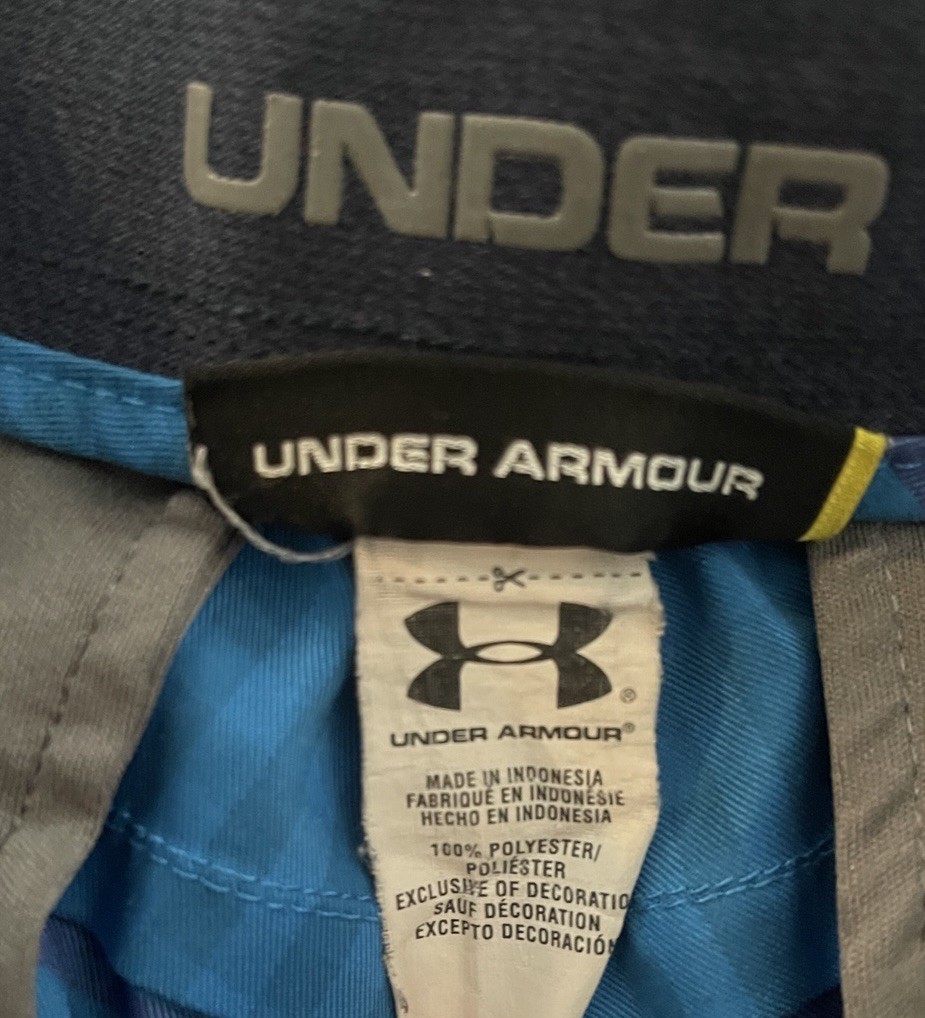 UNDER
UNDER ARMOUR
®
UNDER ARMOUR®
MADE IN INDONESIA
FABRIQUÉ EN INDONÉSIE
HECHO EN INDONESIA
100% POLYESTER/
POLIÉSTER
EXCLUSIVE OF DECORATIO
SAUF DÉCORATION
EXCEPTO DECORACIÓN